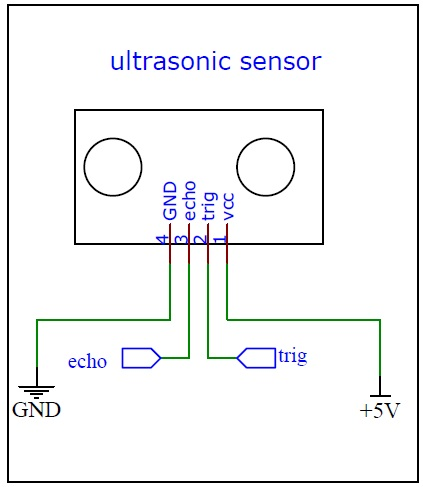 ultrasonic sensor
GND
echo
trig
vcc
4
3
2
1
echo
trig
GND
+5V